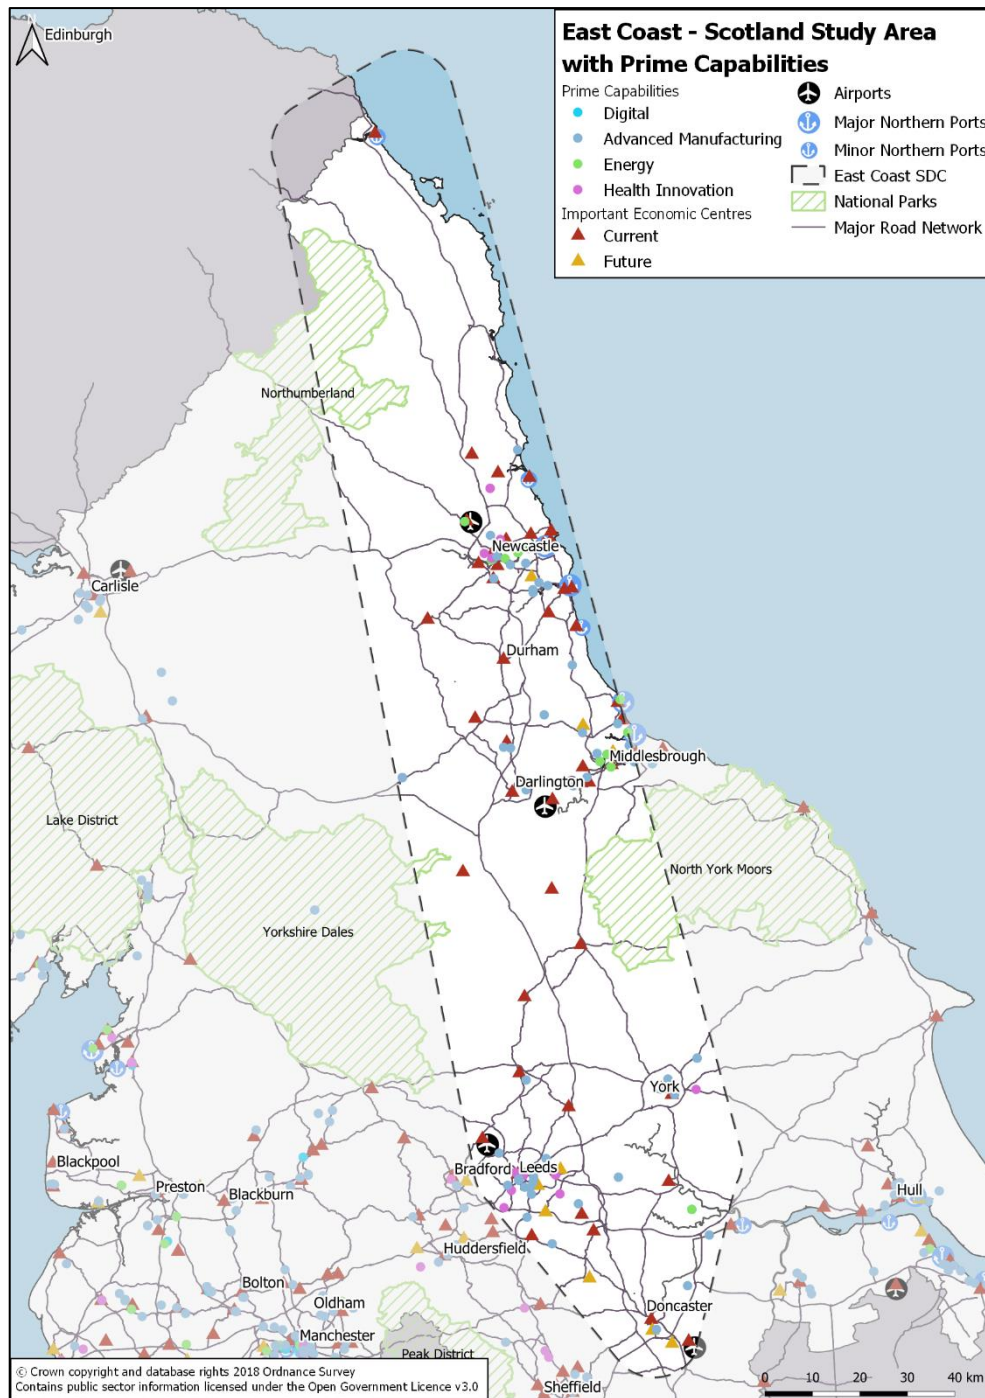 Edinburgh
East Coast - Scotland Study Area
with Prime Capabilities
Prime Capabilities
Digital
Advanced Manufacturing
Energy
Health Innovation
Important Economic Centres
Current
Future
Airports
Major Northern Ports
Minor Northern Ports
East Coast SDC
National Parks
Major Road Network
Northumberland
Newcastle
Carlisle
Durham
Middlesbrough
Darlington
Lake District
North York Moors
Yorkshire Dales
York
Blackpool
Bradford
Leeds
Preston
Blackburn
Hull
Huddersfield
Bolton
Oldham
Doncaster
Manchester
Peak District
Sheffield
0 10 20 30 40 km
© Crown copyright and database rights 2018 Ordnance Survey
Contains public sector information licensed under the Open Government Licence v3.0